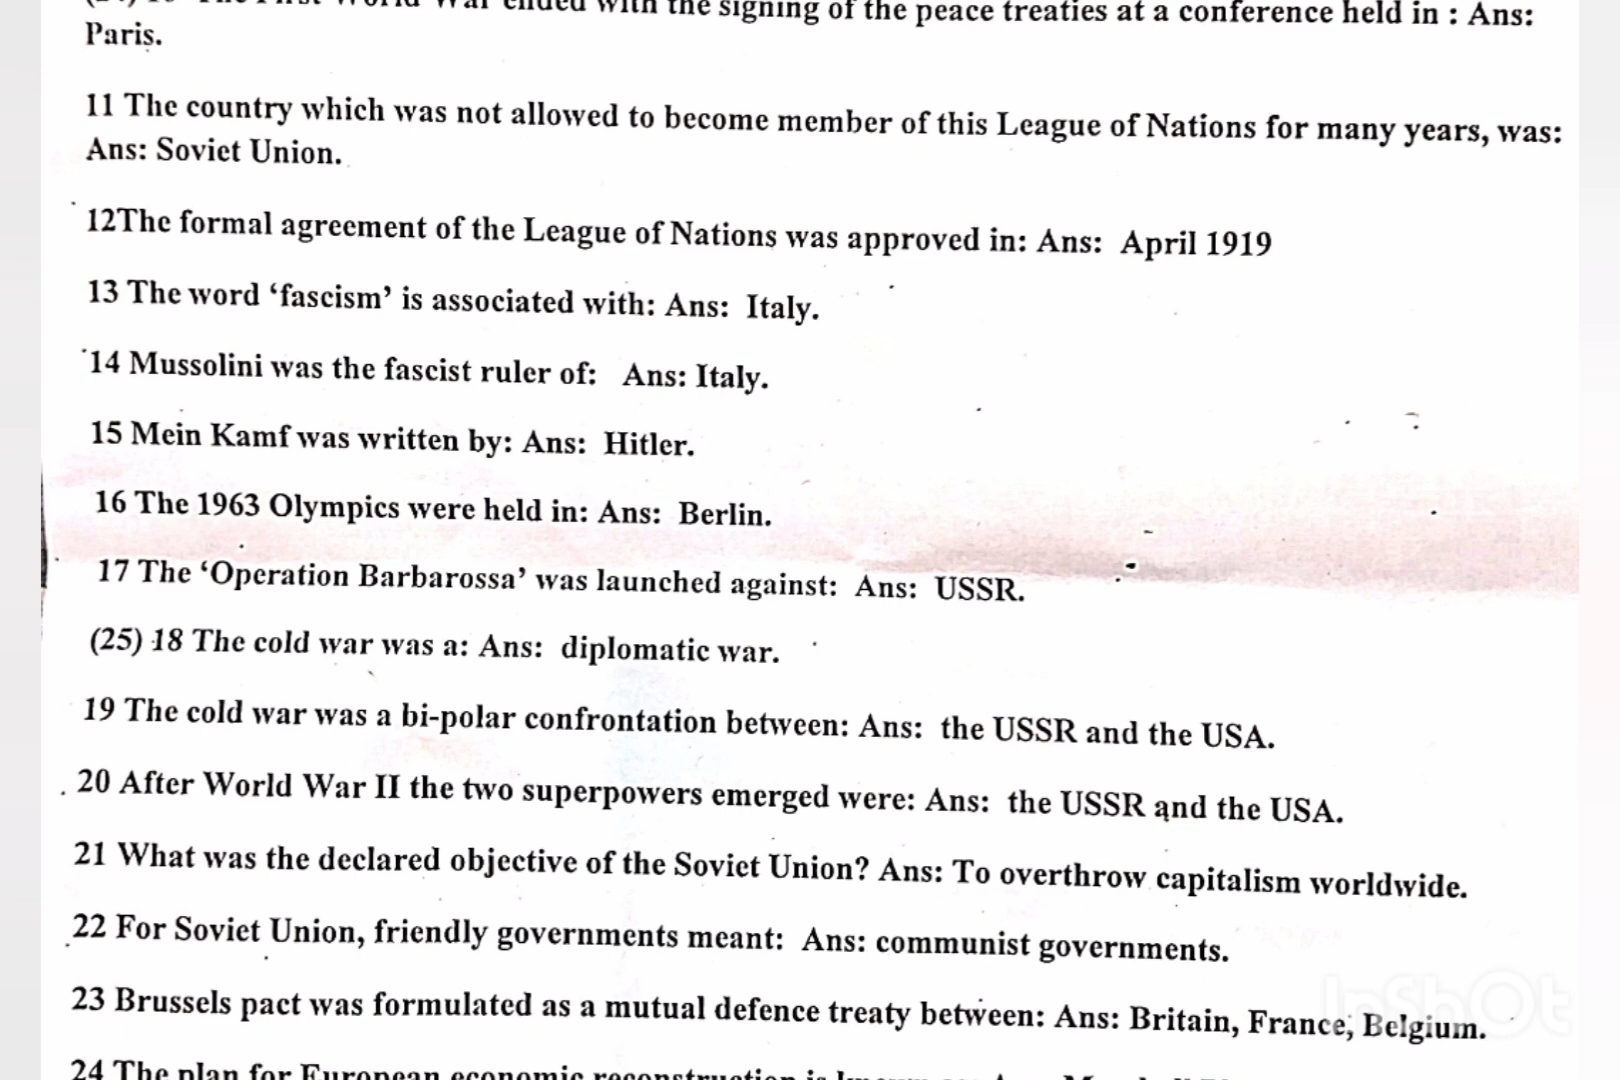 (24) 10 The First World War ended with the signing of the peace treaties at a conference held in : Ans:
Paris.
11 The country which was not allowed to become member of this League of Nations for many years, was:
Ans: Soviet Union.
12The formal agreement of the League of Nations was approved in: Ans: April 1919
13 The word ‘fascism’ is associated with: Ans: Italy.
14 Mussolini was the fascist ruler of: Ans: Italy.
15 Mein Kamf was written by: Ans: Hitler.
16 The 1963 Olympics were held in: Ans: Berlin.
17 The ‘Operation Barbarossa’ was launched against: Ans: USSR.
(25) 18 The cold war was a: Ans: diplomatic war.
19 The cold war was a bi-polar confrontation between: Ans: the USSR and the USA.
20 After World War II the two superpowers emerged were: Ans: the USSR and the USA.
21 What was the declared objective of the Soviet Union? Ans: To overthrow capitalism worldwide.
22 For Soviet Union, friendly governments meant: Ans: communist governments.
23 Brussels pact was formulated as a mutual defence treaty between: Ans: Britain, France, Belgium.
24 The plan for European economic reconstruction is known
InShOt